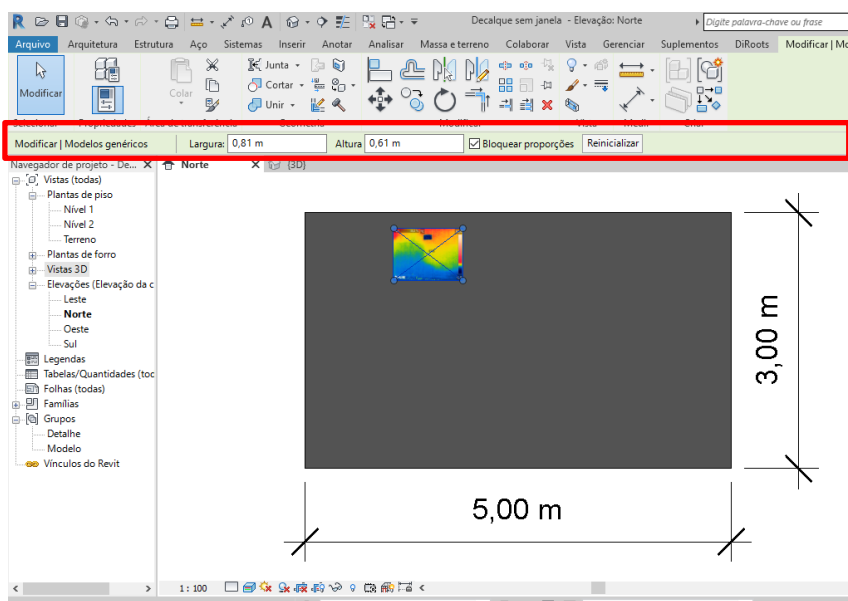 Decalque sem janela - Elevação: Norte
Digite palavra-chave ou frase
Arquivo Arquitetura Estrutura Aço Sistemas Inserir Anotar Analisar Massa e terreno Colaborar Vista Gerenciar Suplementos DiRoots Modificar | Mo
Modificar
Colar
Junta
Cortar
Unir
Modificar | Modelos genéricos Largura: 0,81 m Altura 0,61 m Bloquear proporções Reinicializar
Navegador de projeto - De... X Norte X {3D}
Vistas (todas)
Plantas de piso
Nível 1
Nível 2
Terreno
Plantas de forro
Vistas 3D
Elevações (Elevação da c
Leste
Norte
Oeste
Sul
Legendas
Tabelas/Quantidades (toc
Folhas (todas)
Famílias
Grupos
Detalhe
Modelo
Vínculos do Revit
3,00 m
5,00 m
1 : 100